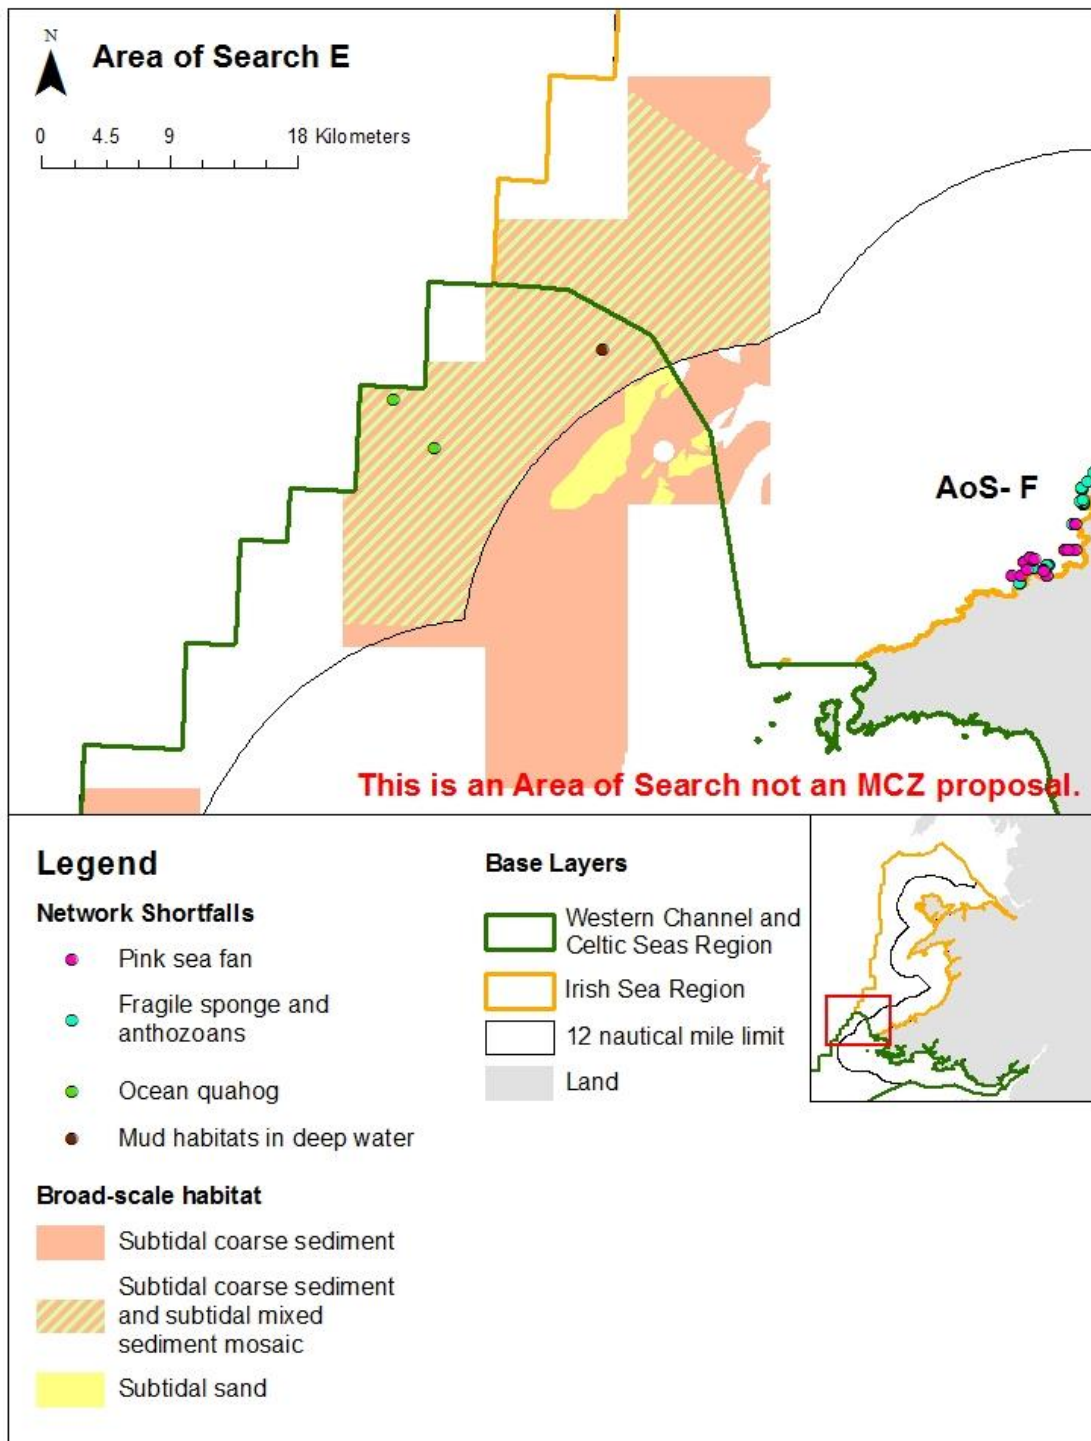 N
Area of Search E
0 4.5 9 18 Kilometers
AoS- F
This is an Area of Search not an MCZ proposal.
Legend
Network Shortfalls
Pink sea fan
Fragile sponge and
anthozoans
Ocean quahog
Mud habitats in deep water
Broad-scale habitat
Subtidal coarse sediment
Subtidal coarse sediment
and subtidal mixed
sediment mosaic
Subtidal sand
Base Layers
Western Channel and
Celtic Seas Region
Irish Sea Region
12 nautical mile limit
Land